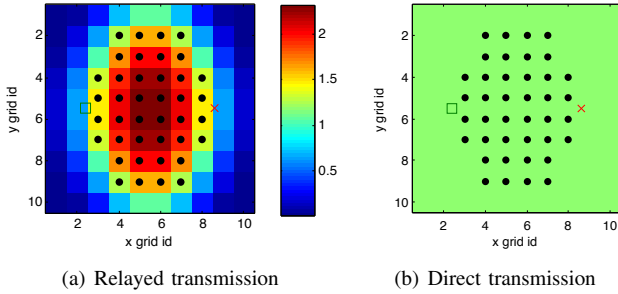 2
4
6
8
10
y grid id
2 4 6 8 10
x grid id
1.5
1
0.5
2
4
6
8
10
y grid id
2 4 6 8 10
x grid id
(a) Relayed transmission
(b) Direct transmission